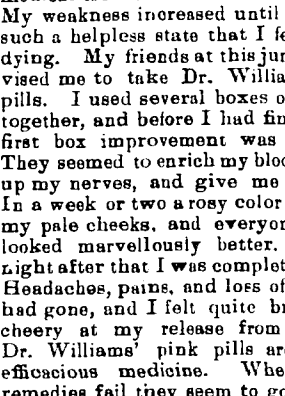 My weakness increased until
such a helpless state that I fe
dying. My friends at this jun
vised me to take Dr. Willia
pills. I used several boxes o
together, and before I had fin
first box improvement was
They seemed to enrich my bloo
up my nerves, and give me
In a week or two a rosy color
my pale cheeks, and everyon
looked marvellously better.
night after that I was complet
Headaches, pains, and loss of
had gone, and I felt quite br
cheery at my release from
Dr. Williams' pink pills ar
efficacious medicine. Whe
remedies fail they seem to go